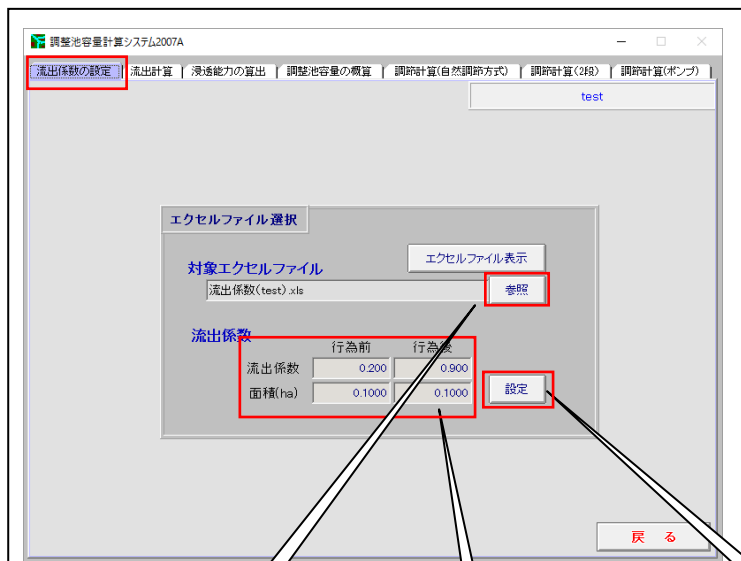 調整池容量計算システム2007A
流出係数の設定 流出計算 浸透能力の算出 調整池容量の概算 調節計算(自然調節方式) 調節計算(2段) 調節計算(ポンプ)
test
エクセルファイル選択
エクセルファイル表示
対象エクセルファイル
流出係数(test).xls 参照
流出係数
行為前 行為後
流出係数 0.200 0.900
面積(ha) 0.1000 0.1000 設定
戻 る